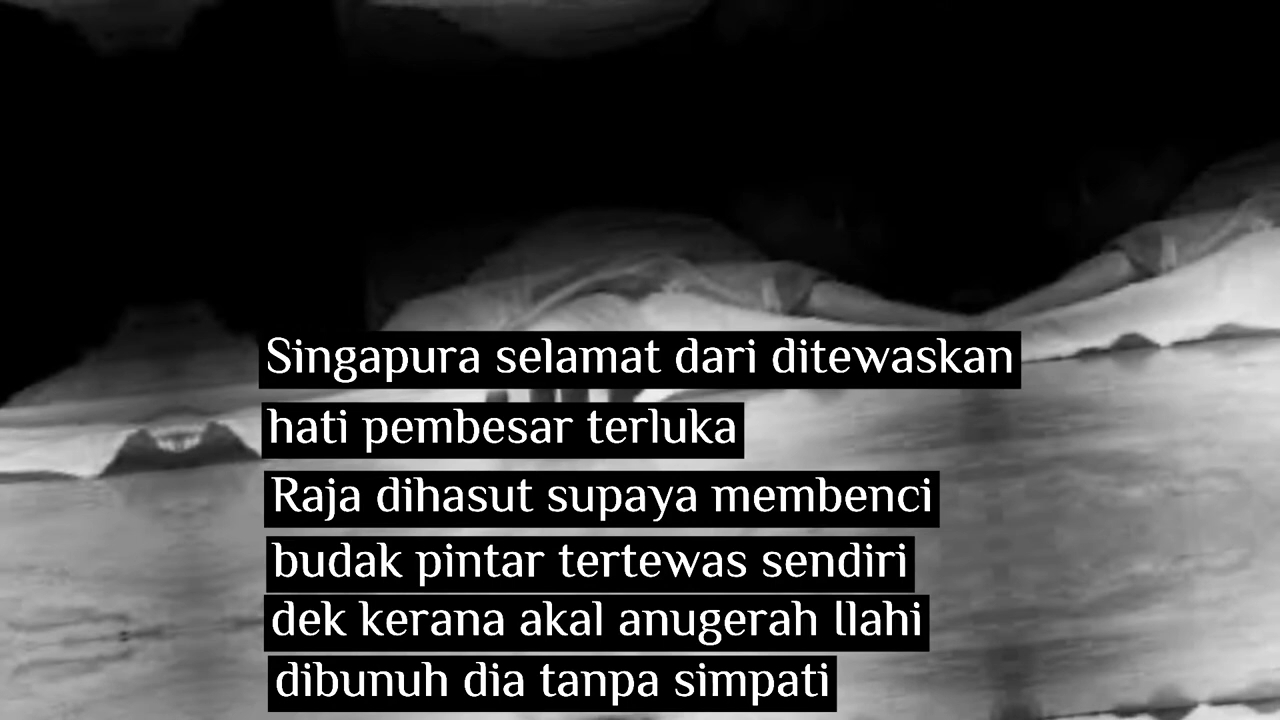 Singapura selamat dari ditewaskan
hati pembesar terluka
Raja dihasut supaya membenci
budak pintar tertewas sendiri
dek kerana akal anugerah Ilahi
dibunuh dia tanpa simpati